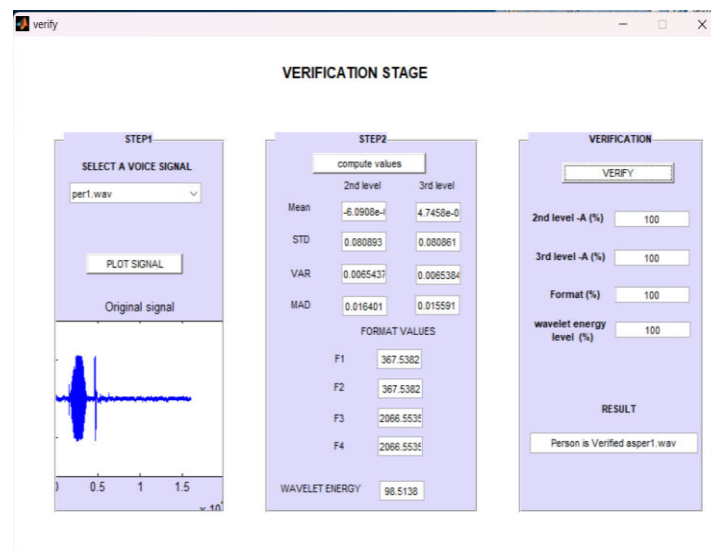 verify
VERIFICATION STAGE
STEP1
SELECT A VOICE SIGNAL
per1.wav
PLOT SIGNAL
Original signal
0.5 1 1.5
STEP2
compute values
2nd level 3rd level
Mean -6.0908e- 4.7458e-0
STD 0.080893 0.080861
VAR 0.0065437 0.0065384
MAD 0.016401 0.015591
FORMAT VALUES
F1 367.5382
F2 367.5382
F3 2066.5535
F4 2066.5535
WAVELET ENERGY 98.5138
VERIFICATION
VERIFY
2nd level -A (%) 100
3rd level -A (%) 100
Format (%) 100
wavelet energy
level (%) 100
RESULT
Person is Verified asper1.wav